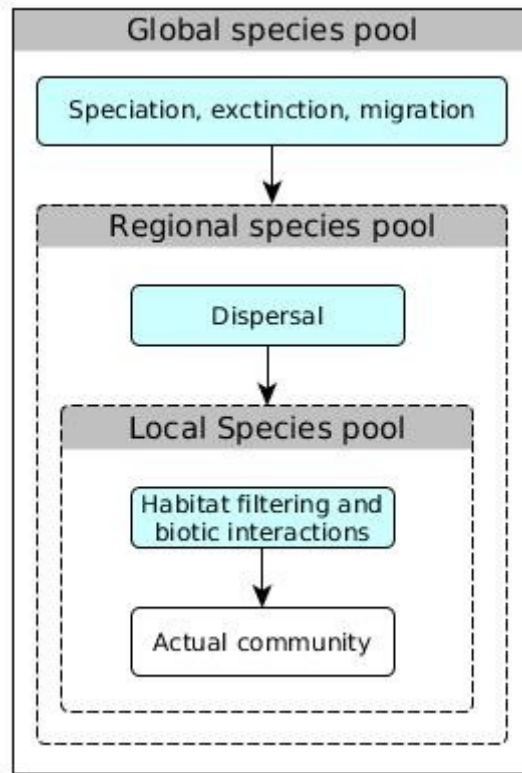 Global species pool
Speciation, exctinction, migration
Regional species pool
Dispersal
Local Species pool
Habitat filtering and
biotic interactions
Actual community